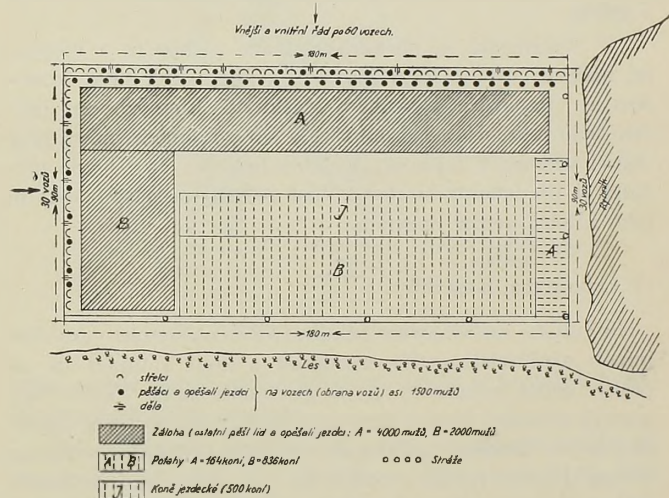 Vnější a vnitřní řád po 60 vozech.
180 m
A
30 vozů
90m
B
J
B
A
90m
30 vozů
Rybník
180 m
Les
střelci
pěšáci a opěšalí jezdci } na vozech (obrana vozů) asi 1500 mužů
děla
Záloha (ostatní pěší lid a opěšalí jezdci: A = 4000 mužů, B = 2000 mužů
A B Potahy A = 164 koní, B = 836 koní Stráže
J Koně jezdecké (500 koní)